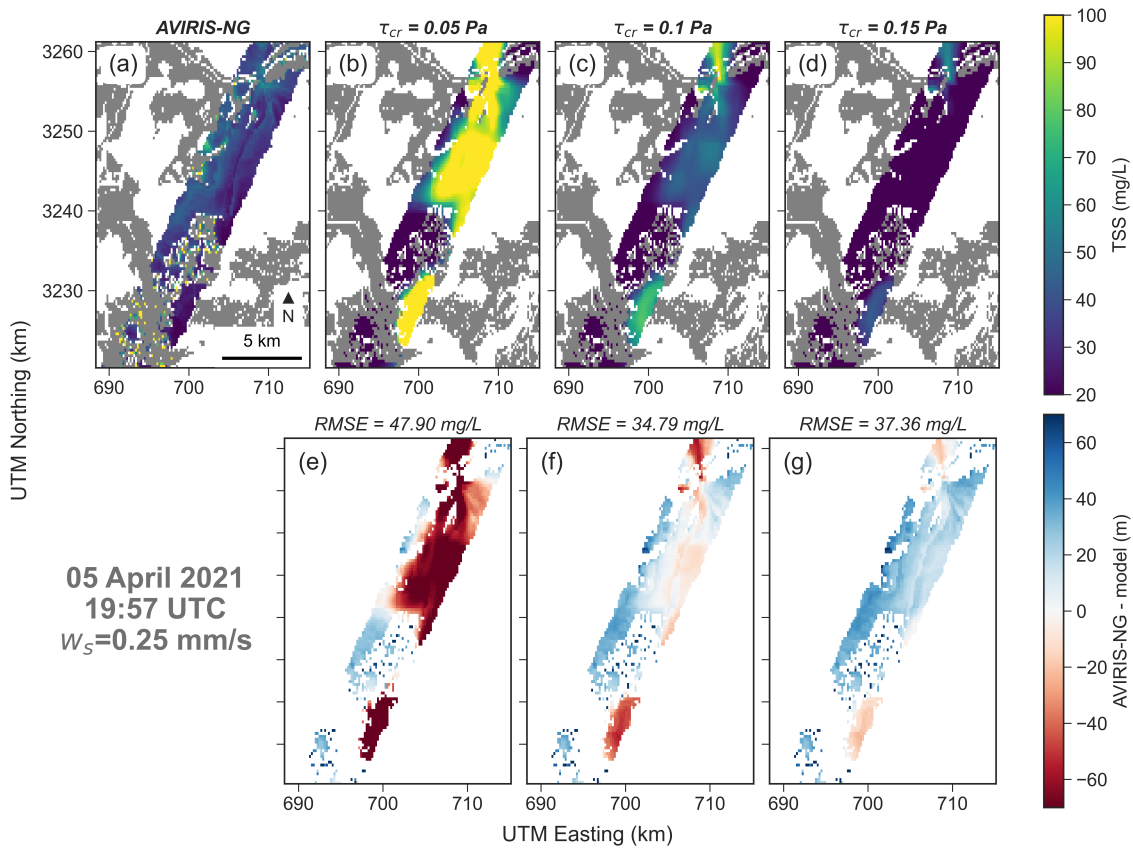 AVIRIS-NG
τcr = 0.05 Pa
τcr = 0.1 Pa
τcr = 0.15 Pa
(a)
(b)
(c)
(d)
3260
3250
3240
3230
N
5 km
690
700
710
690
700
710
690
700
710
690
700
710
UTM Northing (km)
100
90
80
70
60
50
40
30
20
TSS (mg/L)
RMSE = 47.90 mg/L
RMSE = 34.79 mg/L
RMSE = 37.36 mg/L
(e)
(f)
(g)
05 April 2021
19:57 UTC
ws=0.25 mm/s
690
700
710
690
700
710
690
700
710
UTM Easting (km)
60
40
20
0
−20
−40
−60
AVIRIS-NG - model (m)